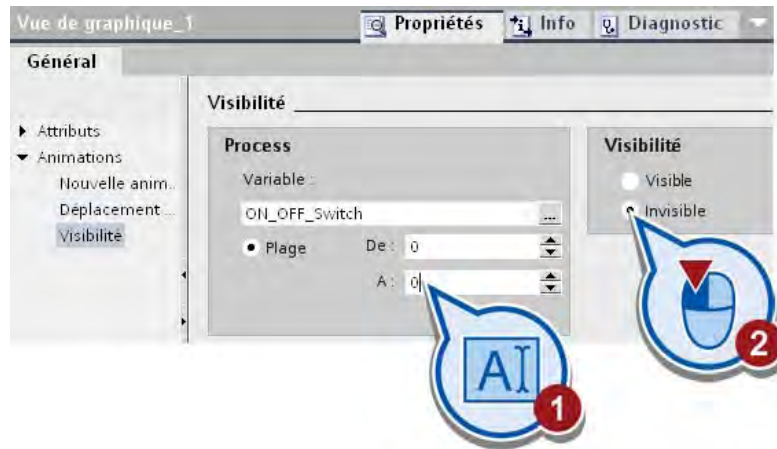 Vue de graphique_1
Propriétés
Info
Diagnostic
Général
Attributs
Animations
Nouvelle anim.
Déplacement ...
Visibilité
Visibilité
Process
Variable :
ON_OFF_Switch
...
Plage
De : 0
A : 0
Visibilité
Visible
Invisible
A
1
2